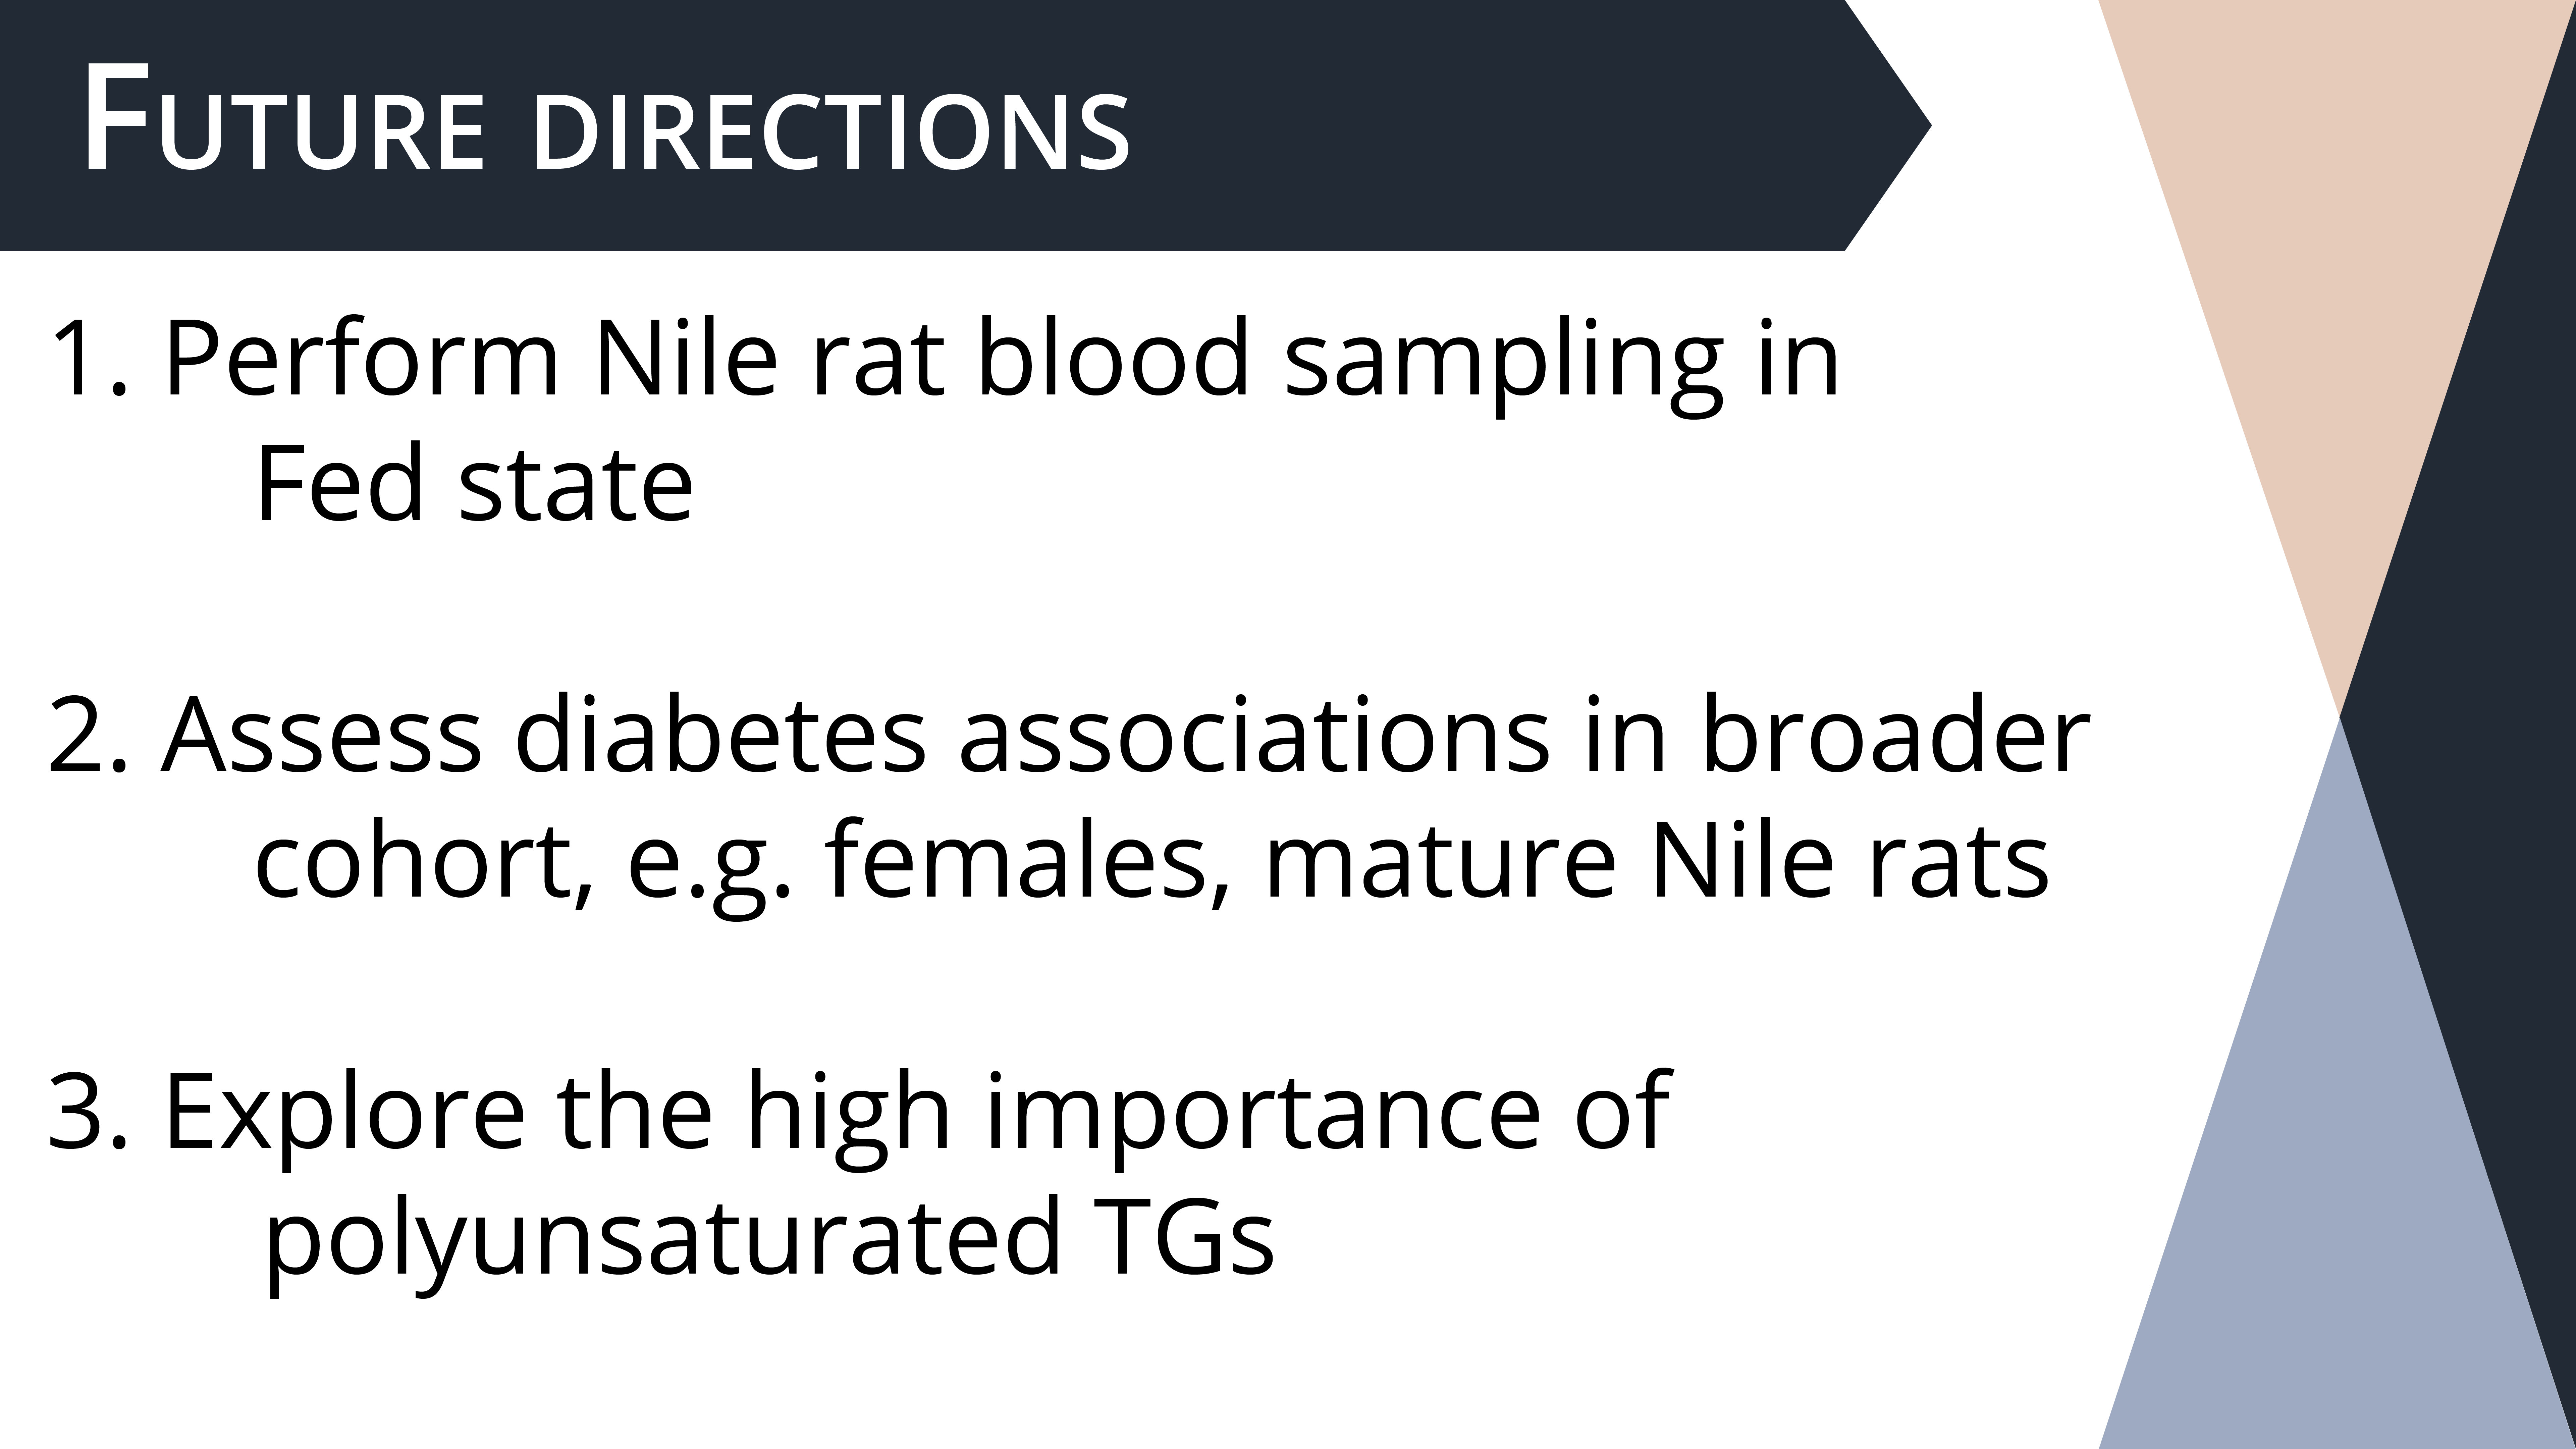 Future directions
1. Perform Nile rat blood sampling in
Fed state
2. Assess diabetes associations in broader
cohort, e.g. females, mature Nile rats
3. Explore the high importance of
polyunsaturated TGs